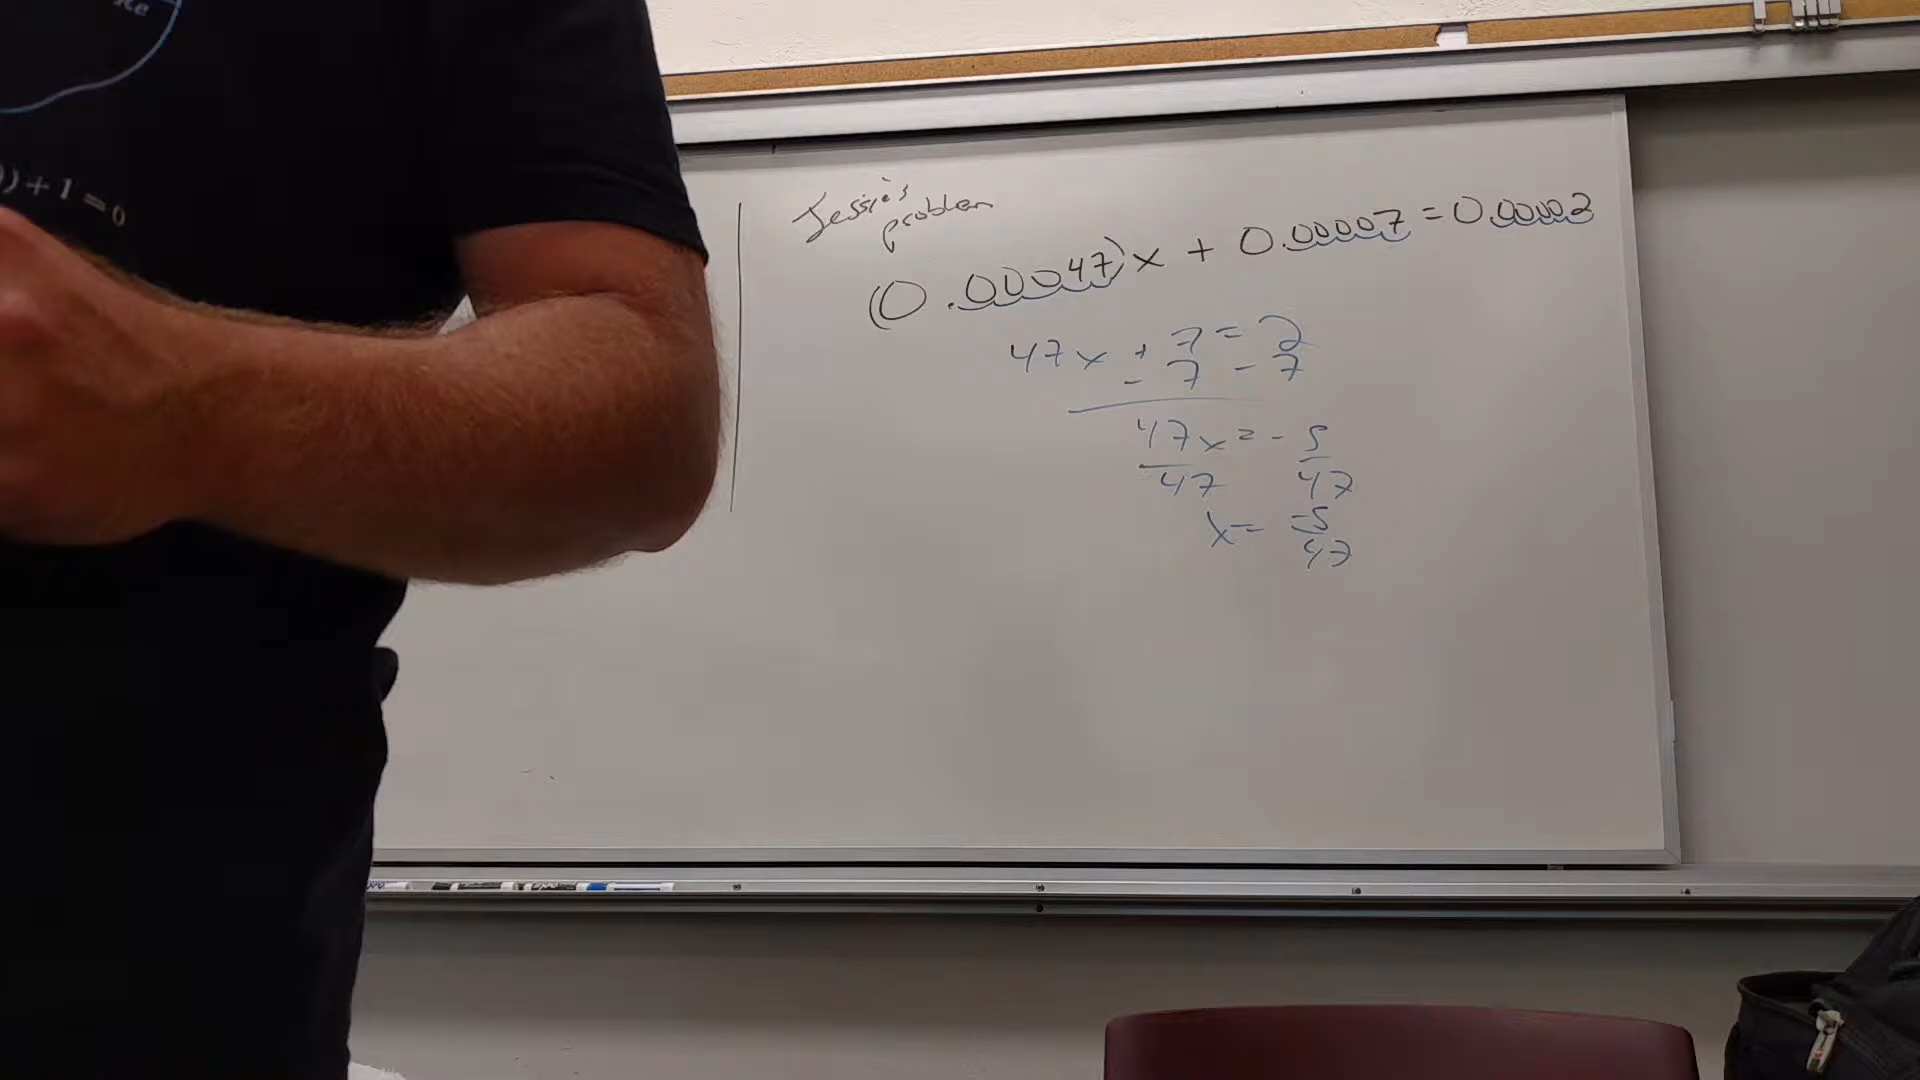 )) + 1 = 0
Jessie's
problem
(0.00047)x + 0.00007 = 0.00002
47x + 7 = 2
- 7 - 7
47x = - 5
47 47
x = -5
47